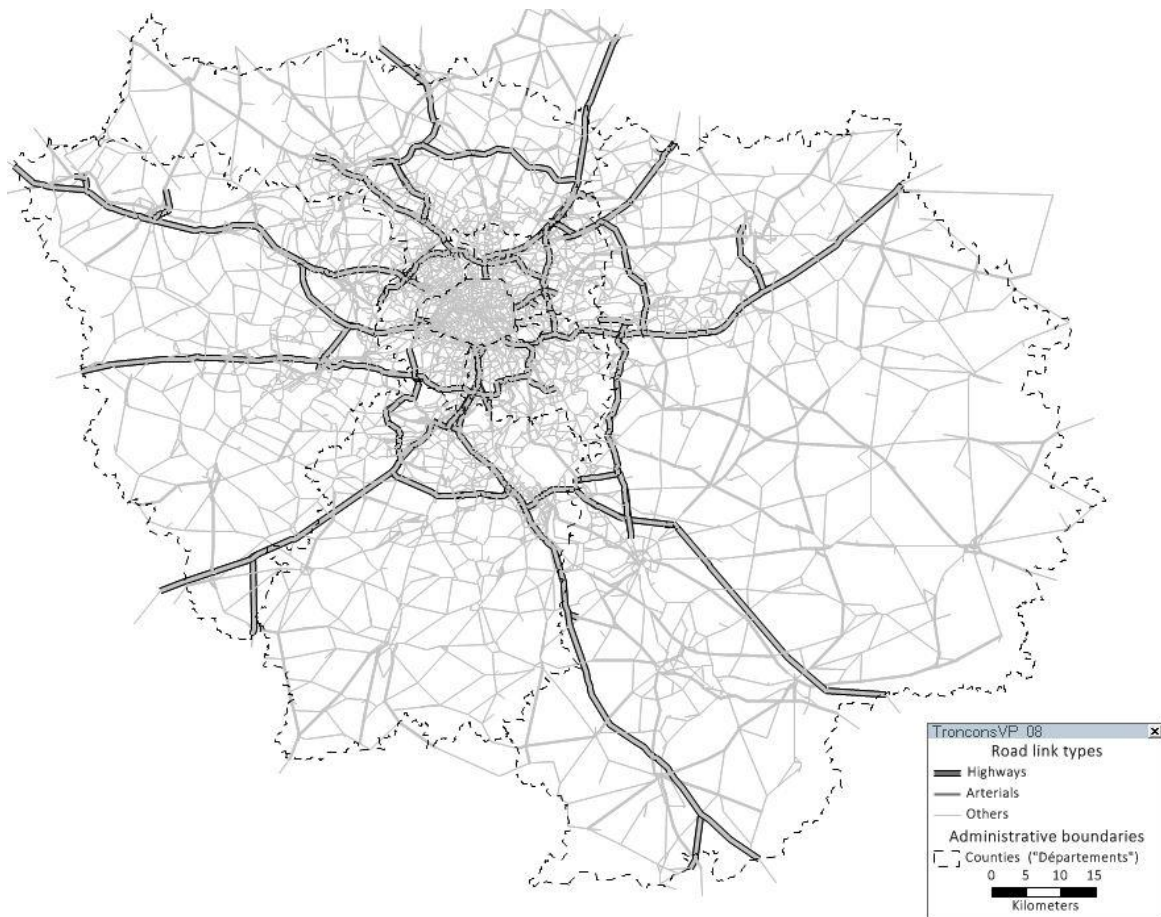 TronconsVP_08
Road link types
Highways
Arterials
Others
Administrative boundaries
Counties ("Départements")
0 5 10 15
Kilometers